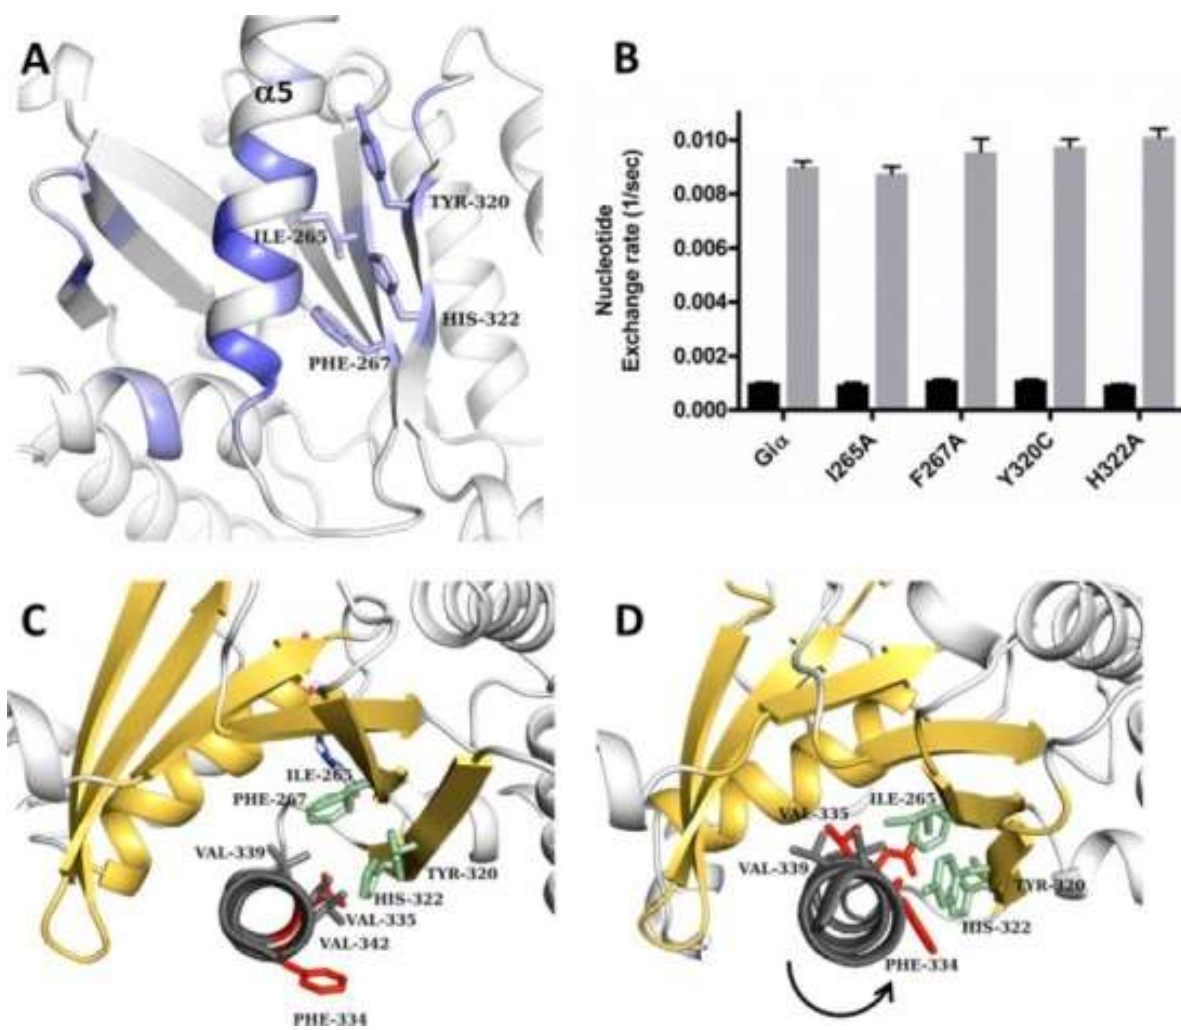 A
α5
TYR-320
ILE-265
HIS-322
PHE-267
B
Nucleotide
Exchange rate (1/sec)
0.010
0.008
0.006
0.004
0.002
0.000
Giα
I265A
F267A
Y320C
H322A
C
ILE-265
PHE-267
VAL-339
TYR-320
HIS-322
VAL-335
VAL-342
PHE-334
D
ILE-265
VAL-335
VAL-339
TYR-320
HIS-322
PHE-334